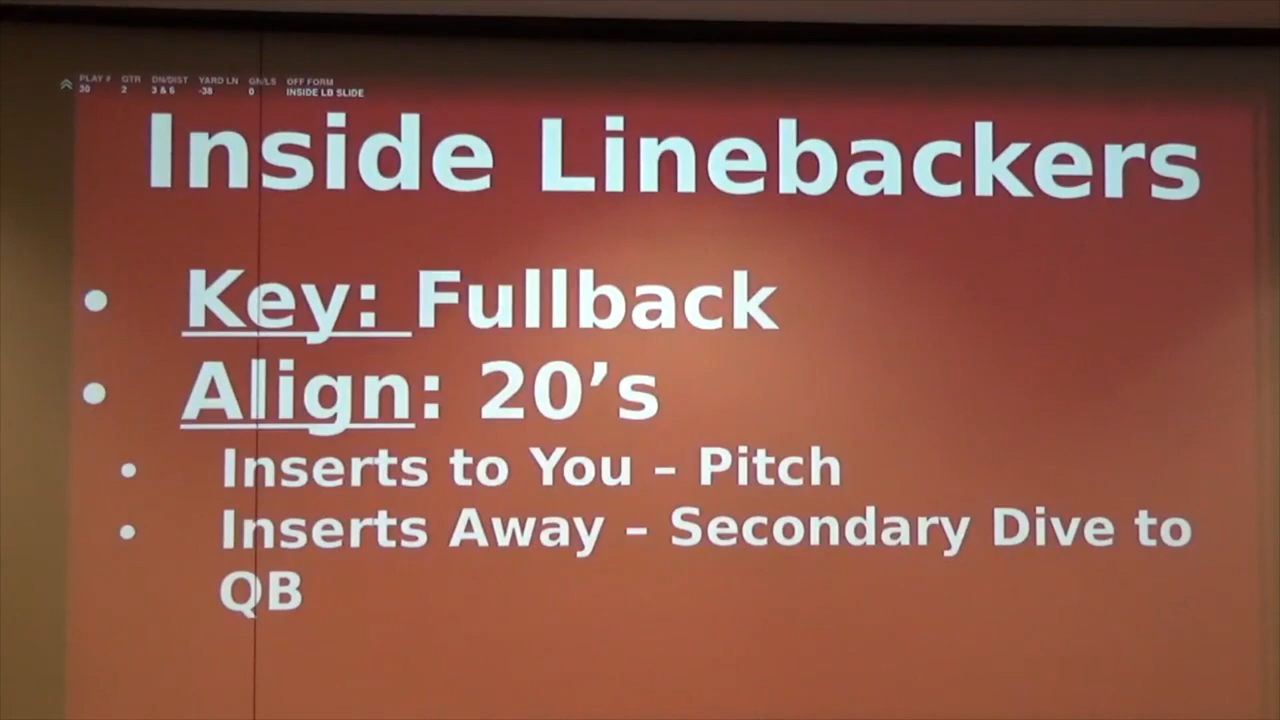 PLAY # QTR DN/DIST YARD LN GN/LS OFF FORM
30 2 3 & 6 -38 0 INSIDE LB SLIDE
Inside Linebackers
• Key: Fullback
• Align: 20’s
• Inserts to You – Pitch
• Inserts Away – Secondary Dive to
QB